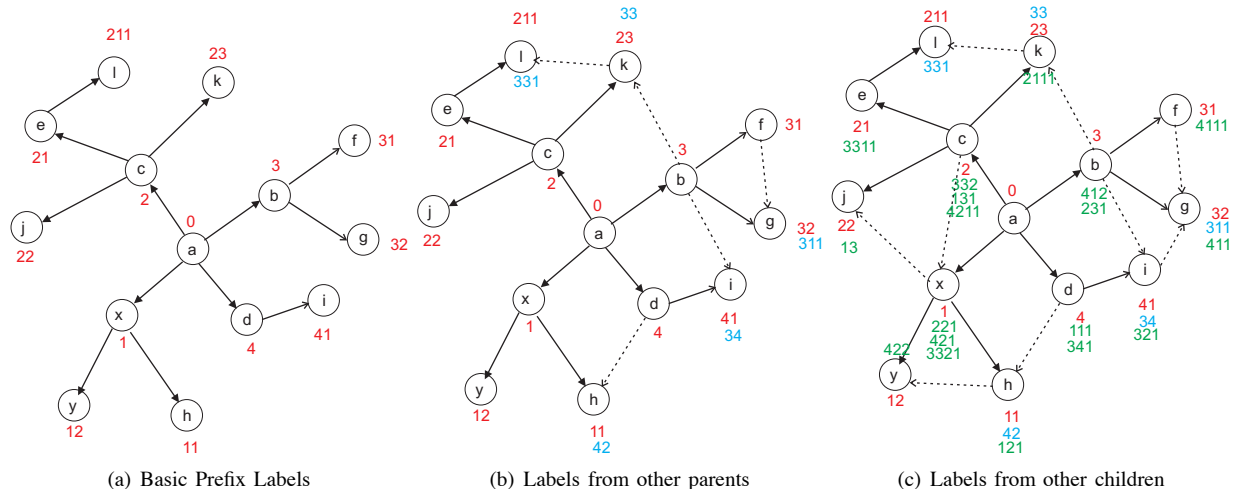 211
l
23
k
e
21
c
2
3
f
31
b
0
j
22
a
g
32
x
1
d
4
i
41
y
12
h
11
(a) Basic Prefix Labels
33
211
l
331
23
k
e
21
c
2
3
f
31
b
0
j
22
a
g
32
311
x
1
d
4
i
41
34
y
12
h
11
42
(b) Labels from other parents
33
211
l
331
23
k
2111
e
21
3311
c
2
332
131
4211
3
f
31
4111
b
412
231
0
j
22
13
a
g
32
311
411
x
1
221
421
3321
d
4
111
341
i
41
34
321
422
y
12
h
11
42
121
(c) Labels from other children